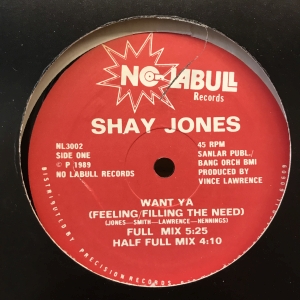 NO-LABULL
Records
SHAY JONES
NL3002
SIDE ONE
© P 1989
NO LABULL RECORDS
45 RPM
SANLAR PUBL./
BANG ORCH BMI
PRODUCED BY
VINCE LAWRENCE
WANT YA
(FEELING/FILLING THE NEED)
(JONES—SMITH—LAWRENCE—HENNINGS)
FULL MIX 5:25
HALF FULL MIX 4:10
DISTRIBUTED BY PRECISION RECORDS